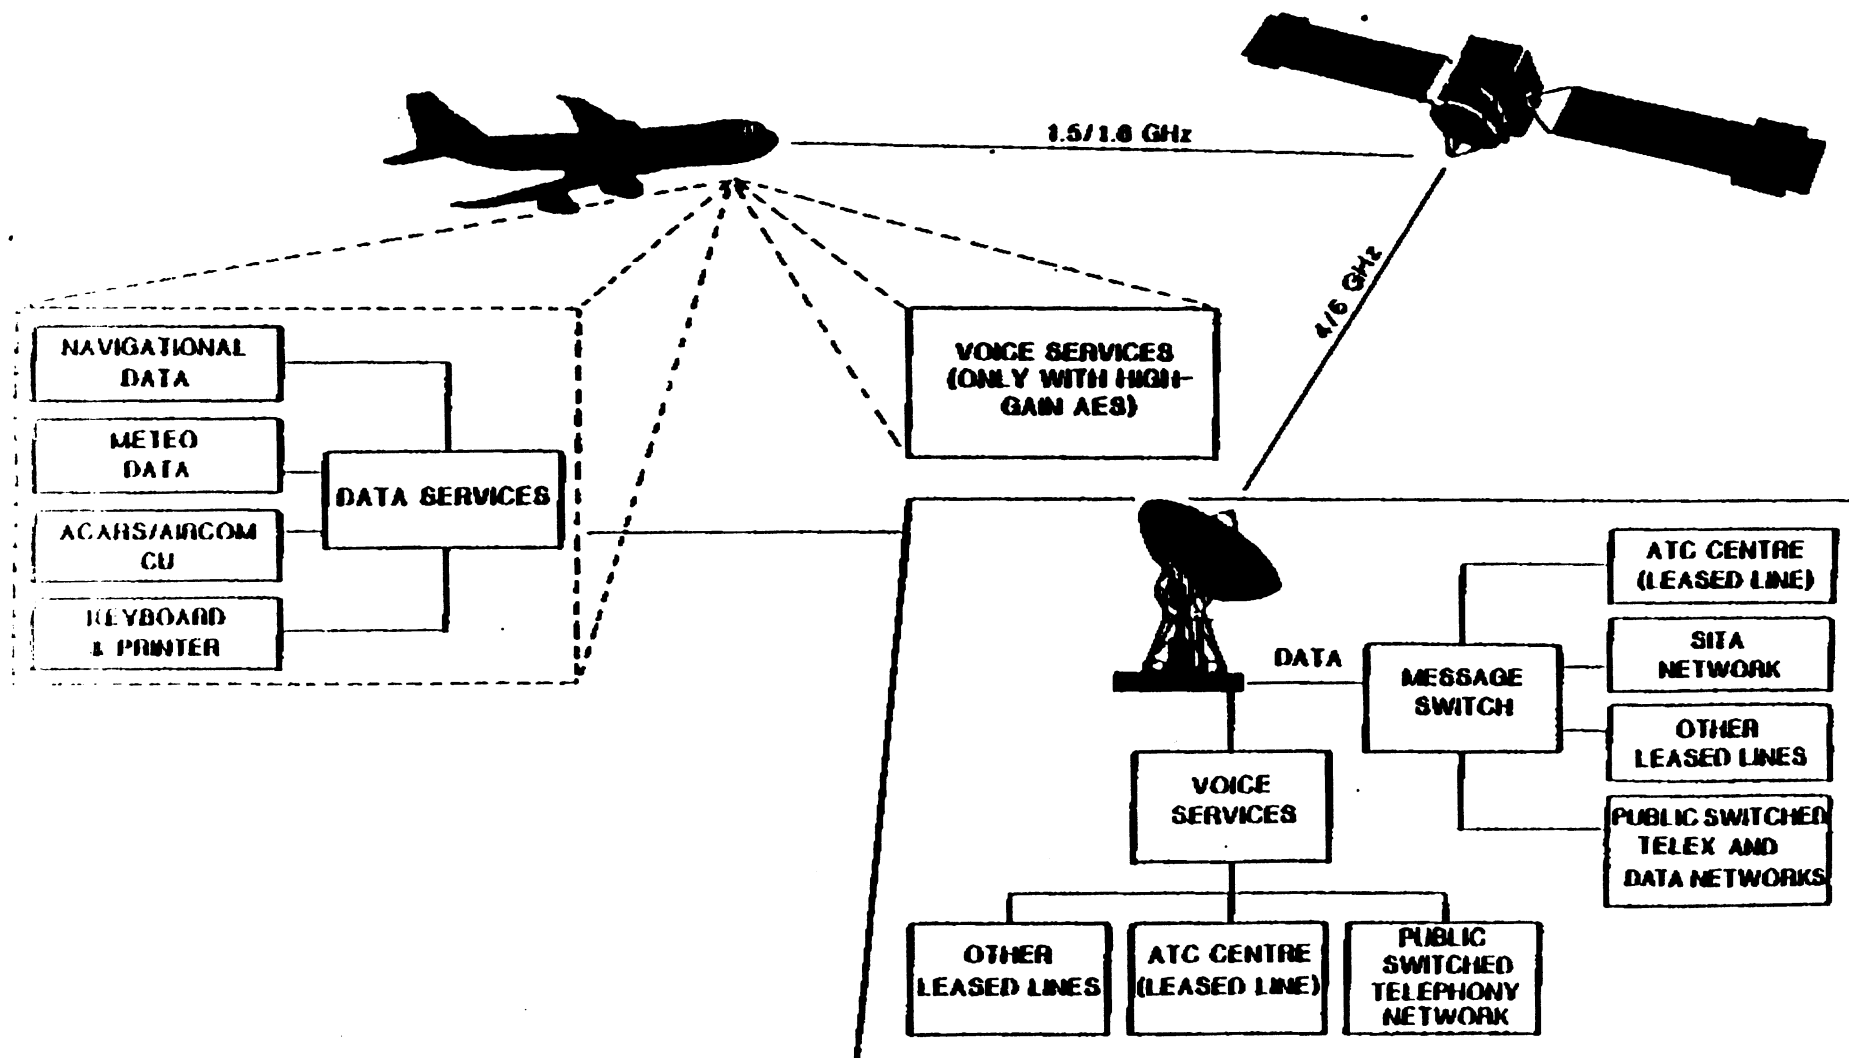 1.5/1.6 GHz
4/6 GHz
NAVIGATIONAL
DATA
METEO
DATA
ACARS/AIRCOM
CU
KEYBOARD
& PRINTER
DATA SERVICES
VOICE SERVICES
(ONLY WITH HIGH-
GAIN AES)
DATA
MESSAGE
SWITCH
ATC CENTRE
(LEASED LINE)
SITA
NETWORK
OTHER
LEASED LINES
PUBLIC SWITCHED
TELEX AND
DATA NETWORKS
VOICE
SERVICES
OTHER
LEASED LINES
ATC CENTRE
(LEASED LINE)
PUBLIC
SWITCHED
TELEPHONY
NETWORK